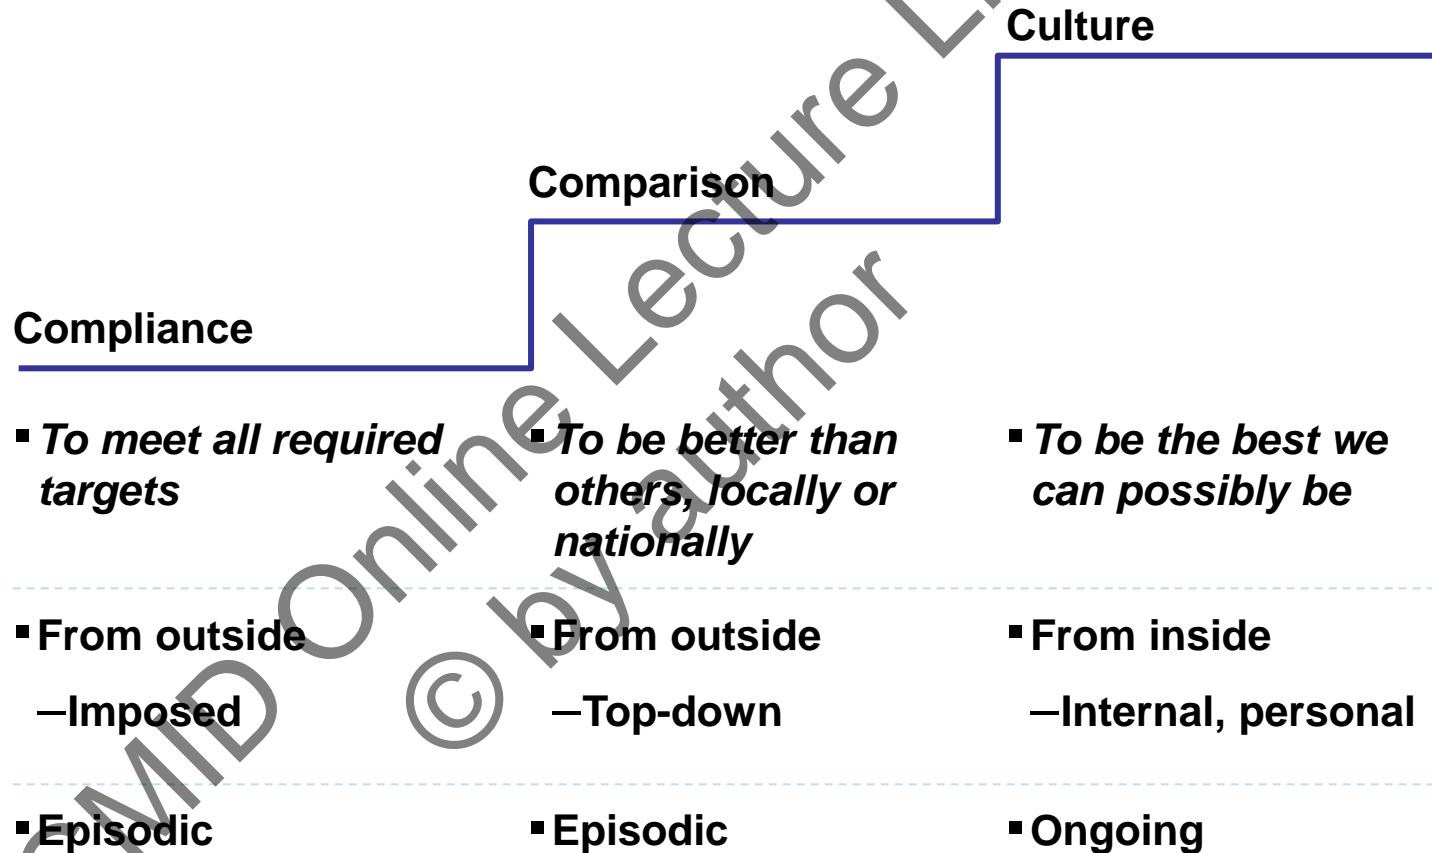 Culture
Comparison
Compliance
▪ To meet all required
targets
▪ To be better than
others, locally or
nationally
▪ To be the best we
can possibly be
▪ From outside
–Imposed
▪ From outside
–Top-down
▪ From inside
–Internal, personal
▪ Episodic
▪ Episodic
▪ Ongoing
Online Lecture
© by author